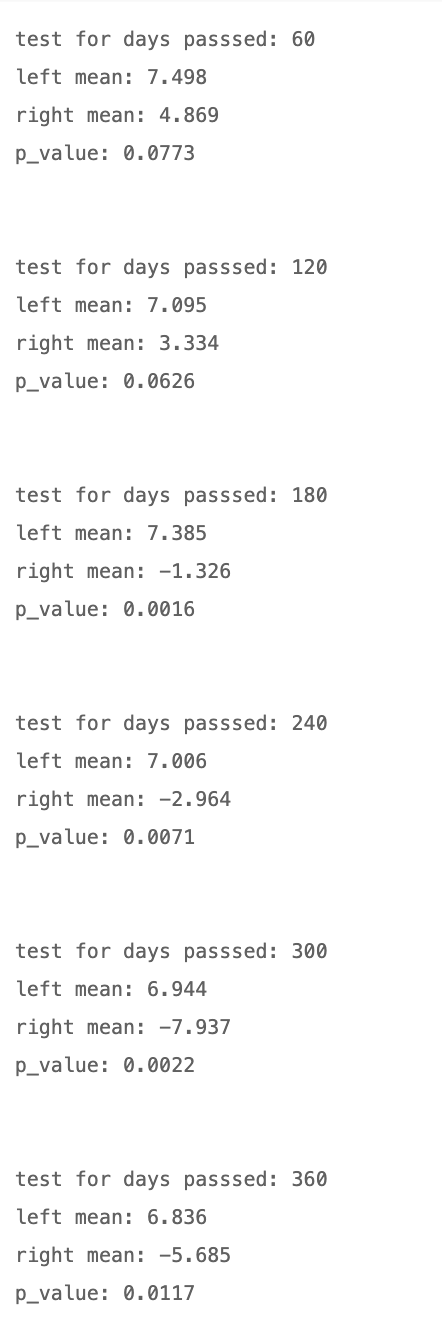 test for days passsed: 60
left mean: 7.498
right mean: 4.869
p_value: 0.0773
test for days passsed: 120
left mean: 7.095
right mean: 3.334
p_value: 0.0626
test for days passsed: 180
left mean: 7.385
right mean: -1.326
p_value: 0.0016
test for days passsed: 240
left mean: 7.006
right mean: -2.964
p_value: 0.0071
test for days passsed: 300
left mean: 6.944
right mean: -7.937
p_value: 0.0022
test for days passsed: 360
left mean: 6.836
right mean: -5.685
p_value: 0.0117